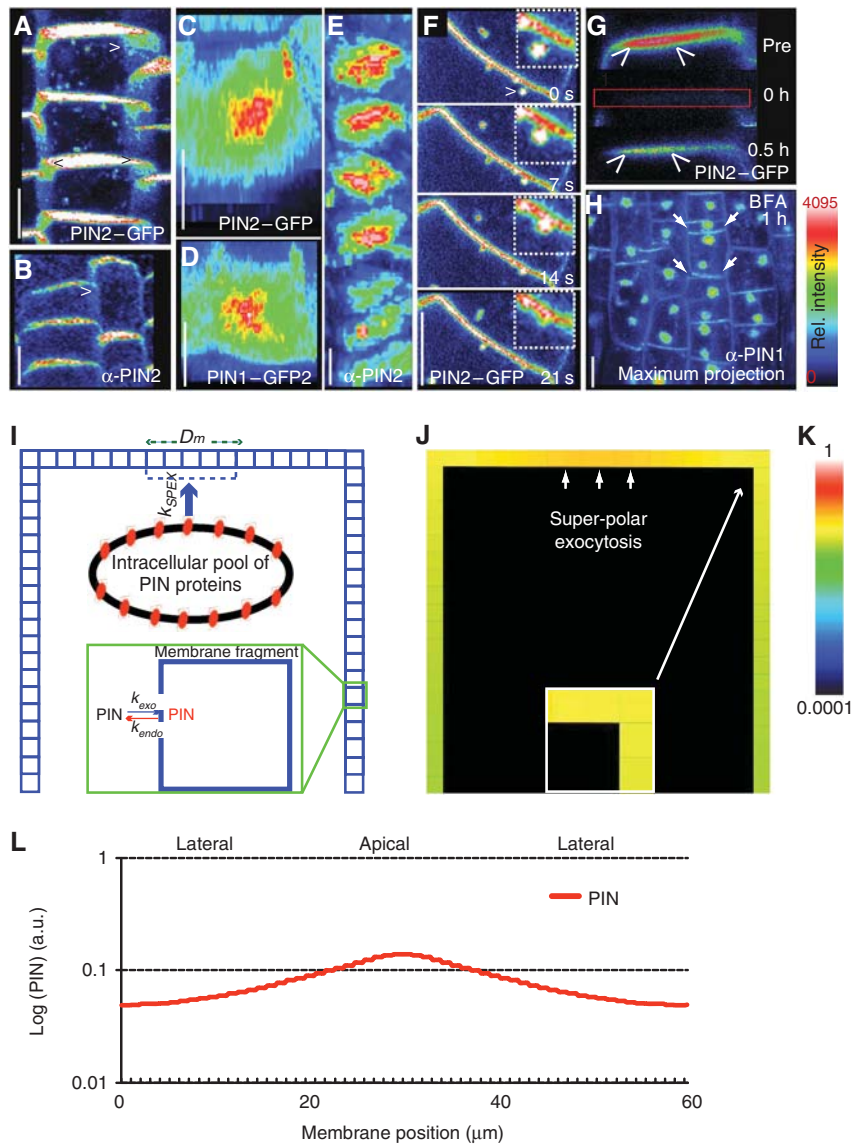 A
>
< >
PIN2–GFP
B
>
α-PIN2
C
PIN2–GFP
D
PIN1–GFP2
E
α-PIN2
F
>
0 s
7 s
14 s
PIN2–GFP
21 s
G
Pre
0 h
0.5 h
PIN2–GFP
H
BFA
1 h
α-PIN1
Maximum projection
4095
Rel. intensity
0
I
Dm
kSPEX
Intracellular pool of
PIN proteins
Membrane fragment
kexo
PIN PIN
kendo
J
Super-polar
exocytosis
K
1
0.0001
L
Lateral Apical Lateral
1
PIN
0.1
0.01
Log (PIN) (a.u.)
0 20 40 60
Membrane position (μm)